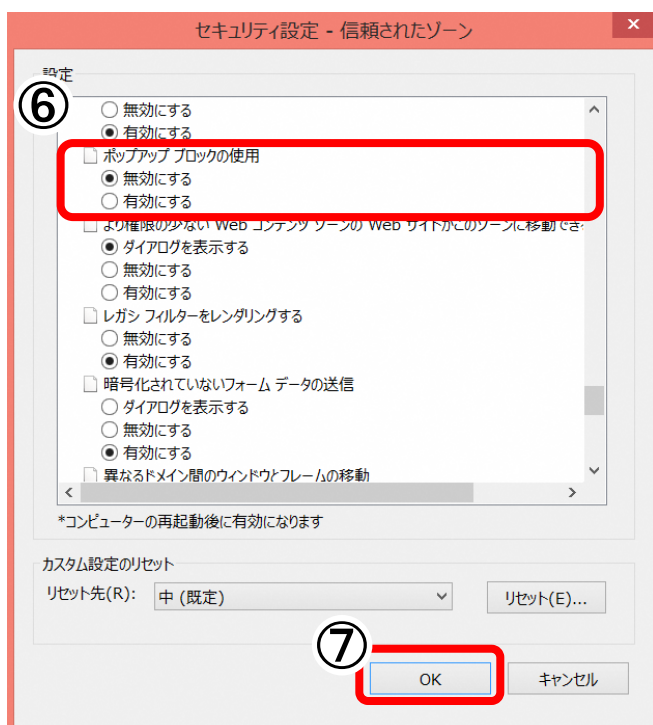 セキュリティ設定 - 信頼されたゾーン
×
設定
⑥
無効にする
有効にする
ポップアップ ブロックの使用
無効にする
有効にする
より権限の少ない Web コンテンツ ゾーンの Web サイトがこのゾーンに移動でき
ダイアログを表示する
無効にする
有効にする
レガシ フィルターをレンダリングする
無効にする
有効にする
暗号化されていないフォーム データの送信
ダイアログを表示する
無効にする
有効にする
異なるドメイン間のウィンドウとフレームの移動
*コンピューターの再起動後に有効になります
カスタム設定のリセット
リセット先(R): 中 (既定) リセット(E)...
⑦
OK キャンセル